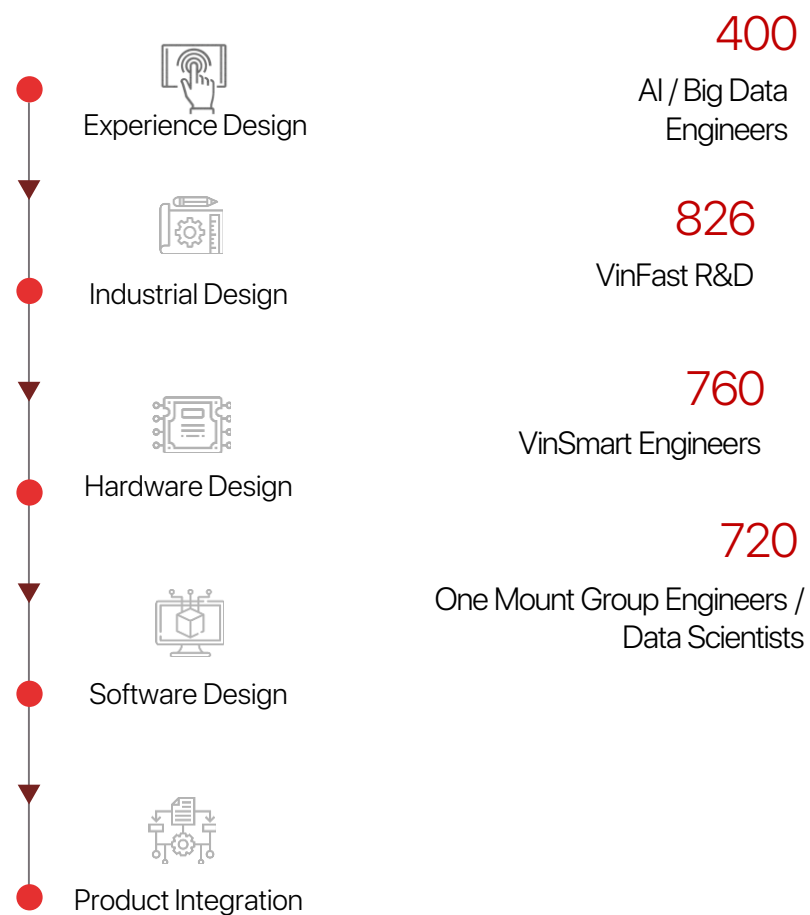 Experience Design
Industrial Design
Hardware Design
Software Design
Product Integration
400
AI / Big Data
Engineers
826
VinFast R&D
760
VinSmart Engineers
720
One Mount Group Engineers /
Data Scientists